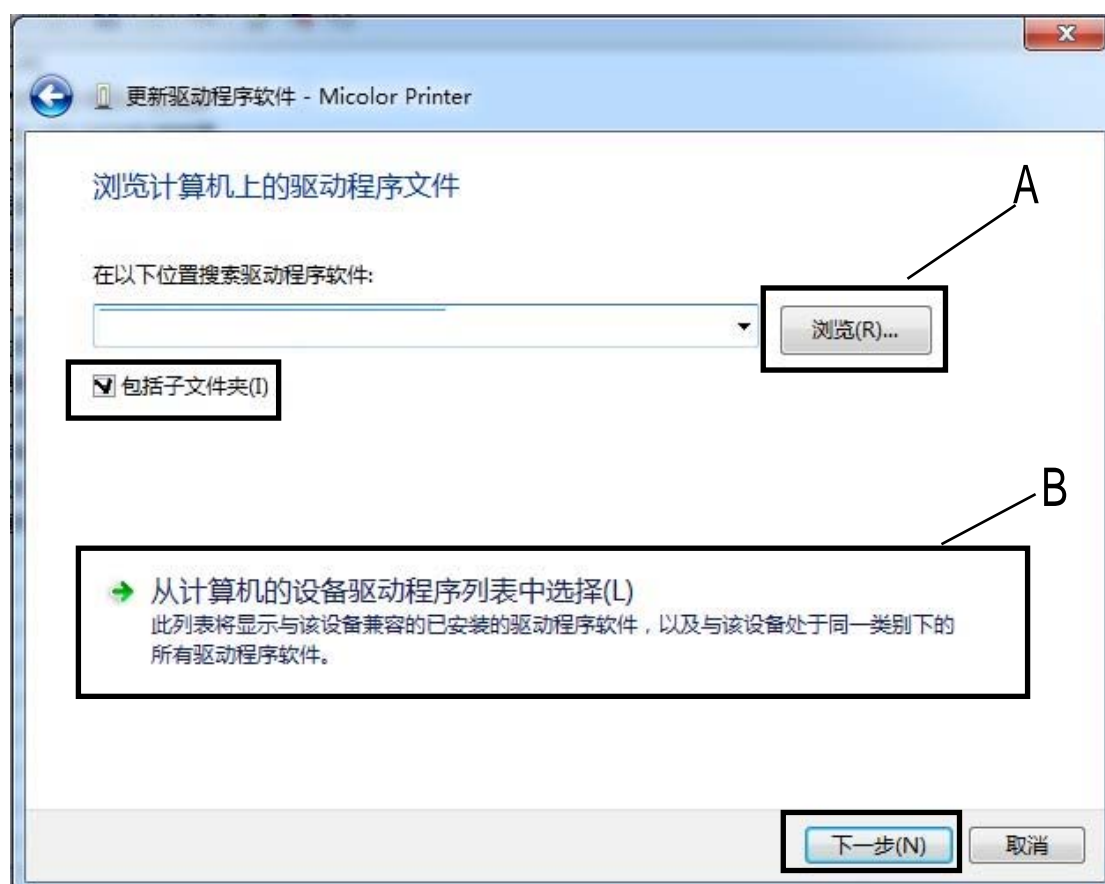 更新驱动程序软件 - Micolor Printer
浏览计算机上的驱动程序文件
A
在以下位置搜索驱动程序软件:
浏览(R)...
包括子文件夹(I)
B
从计算机的设备驱动程序列表中选择(L)
此列表将显示与该设备兼容的已安装的驱动程序软件，以及与该设备处于同一类别下的
所有驱动程序软件。
下一步(N)
取消